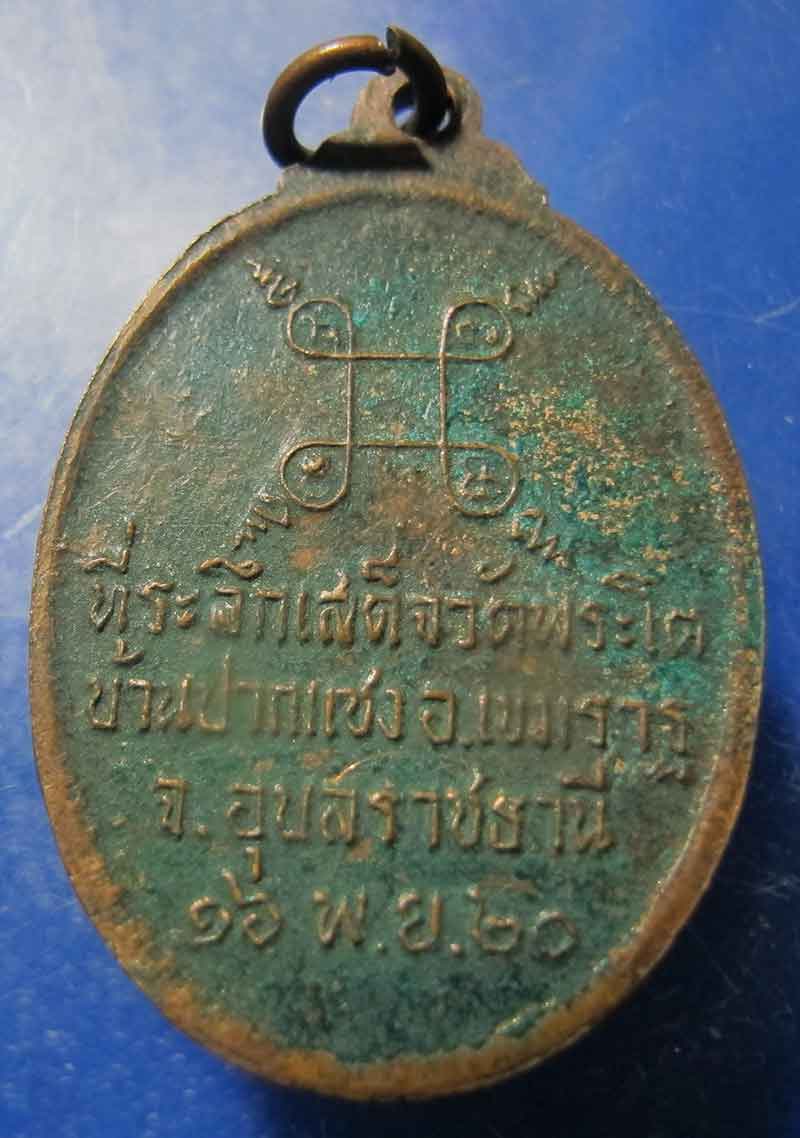 ที่ระลึกเสด็จวัดพระโต
บ้านปากแซง อ.เขมราฐ
จ. อุบลราชธานี
๑๖ พ.ย.๒๐